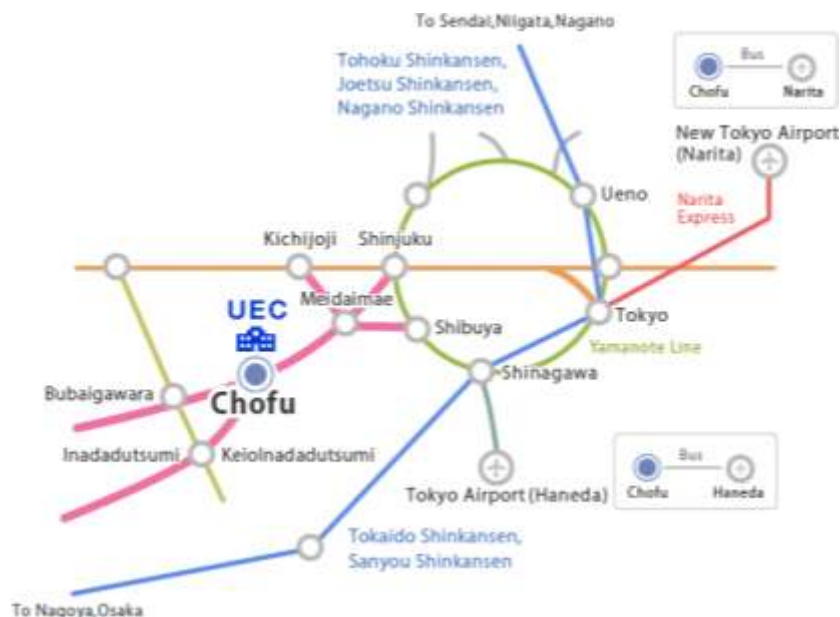 To Sendai,Niigata,Nagano
Tohoku Shinkansen,
Joetsu Shinkansen,
Nagano Shinkansen
Bus
Chofu
Narita
New Tokyo Airport
(Narita)
Ueno
Narita
Express
Kichijoji
Shinjuku
Meidaimae
UEC
Shibuya
Tokyo
Yamanote Line
Shinagawa
Bubaigawara
Chofu
Inadadutsumi
KeioInadadutsumi
Tokyo Airport (Haneda)
Bus
Chofu
Haneda
Tokaido Shinkansen,
Sanyou Shinkansen
To Nagoya,Osaka